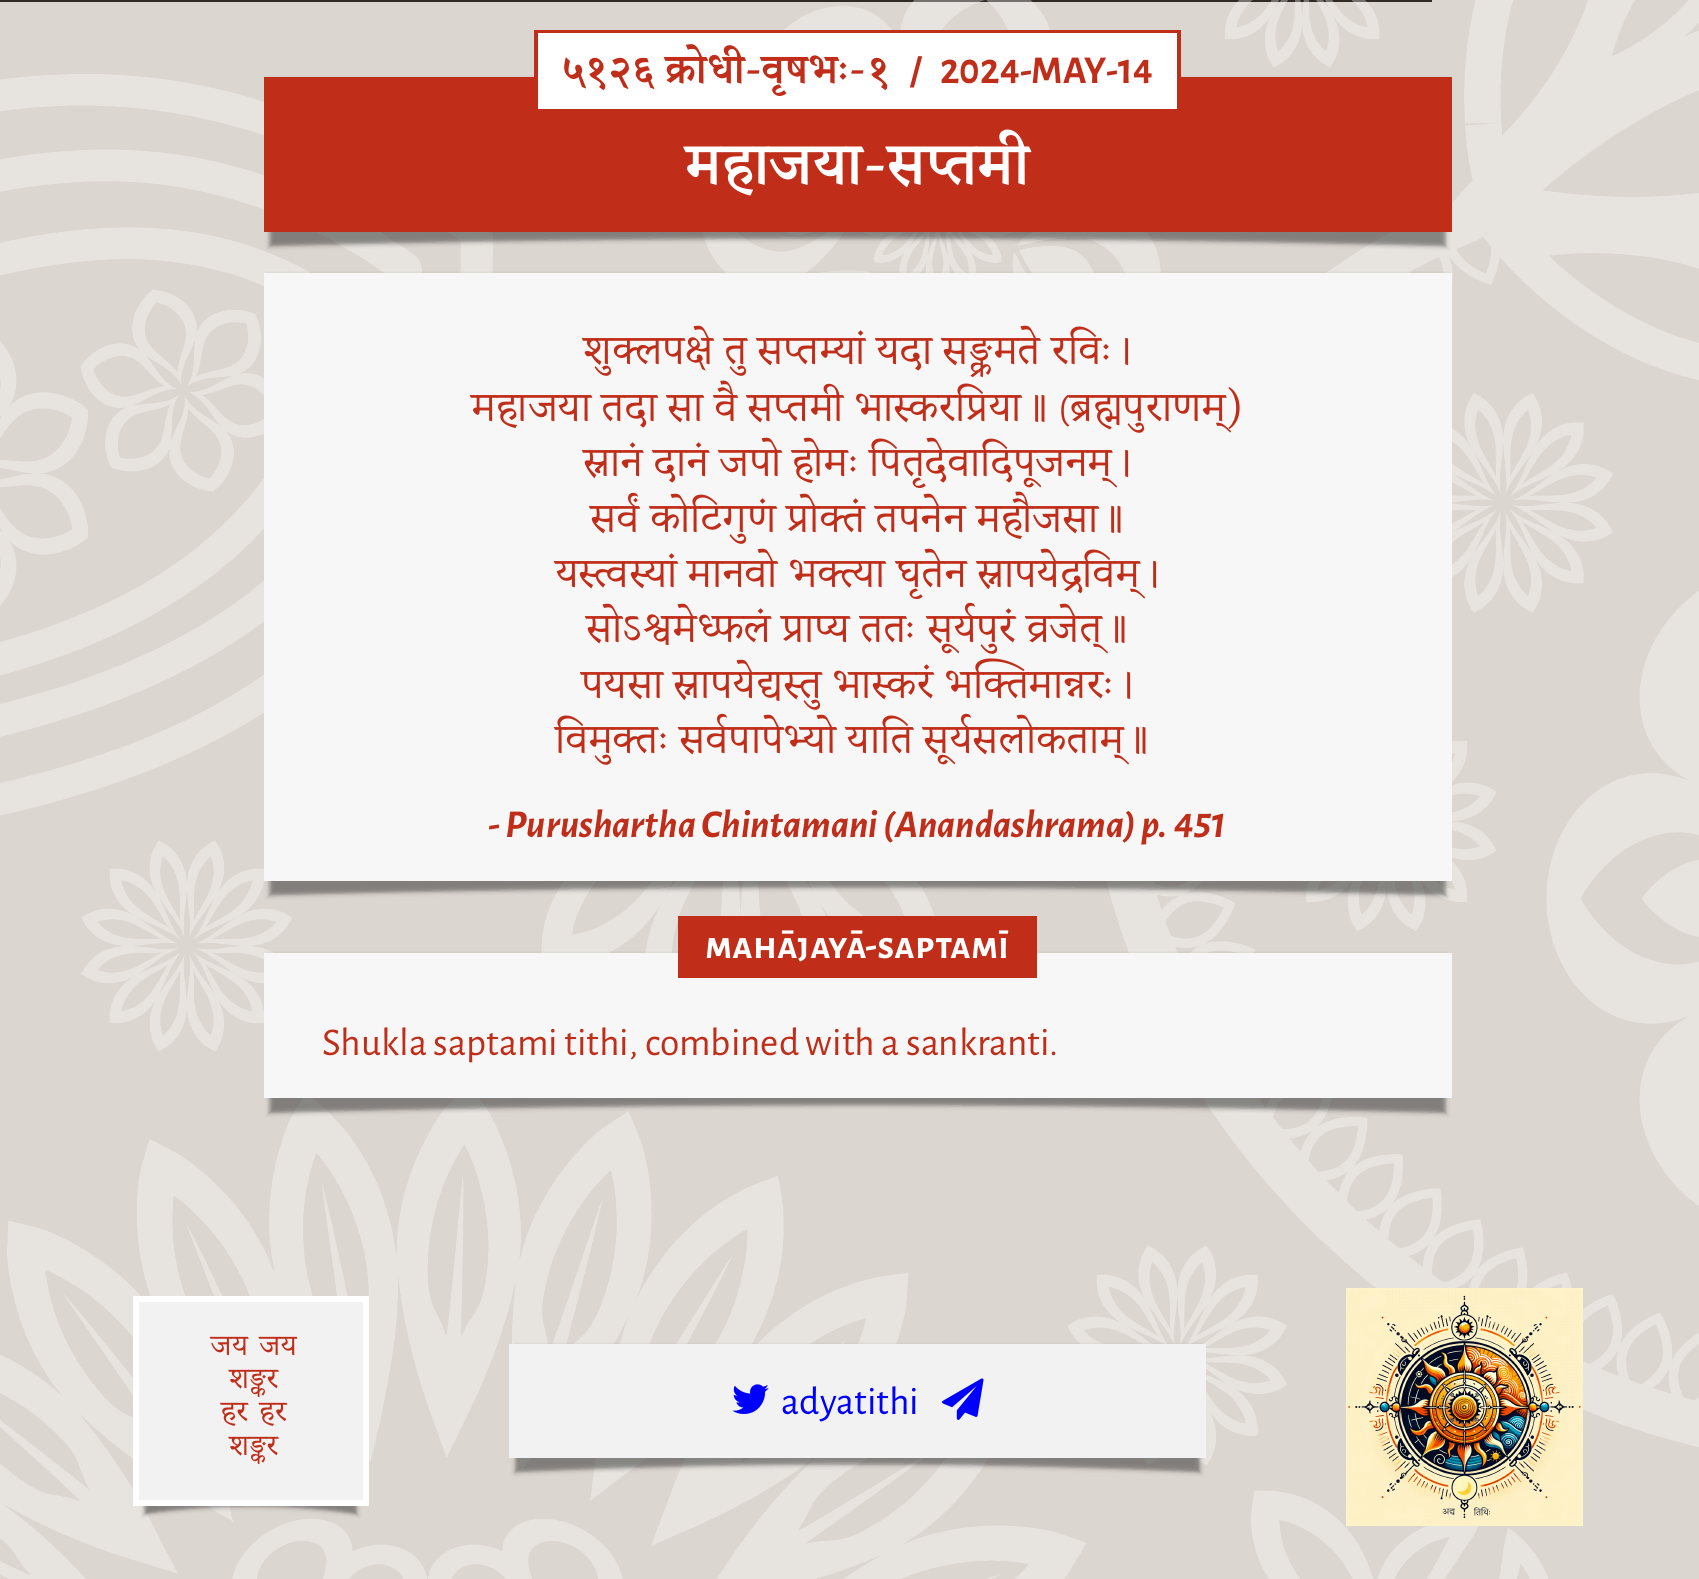 ५१२६ क्रोधी-वृषभः-१ / 2024-MAY-14
महाजया-सप्तमी
शुक्लपक्षे तु सप्तम्यां यदा सङ्क्रमते रविः ।
महाजया तदा सा वै सप्तमी भास्करप्रिया ॥ (ब्रह्मपुराणम्)
स्नानं दानं जपो होमः पितृदेवादिपूजनम् ।
सर्वं कोटिगुणं प्रोक्तं तपनेन महौजसा ॥
यस्त्वस्यां मानवो भक्त्या घृतेन स्नापयेद्रविम् ।
सोऽश्वमेध्फलं प्राप्य ततः सूर्यपुरं व्रजेत् ॥
पयसा स्नापयेद्यस्तु भास्करं भक्तिमान्नरः ।
विमुक्तः सर्वपापेभ्यो याति सूर्यसलोकताम् ॥
- Purushartha Chintamani (Anandashrama) p. 451
MAHĀJAYĀ-SAPTAMĪ
Shukla saptami tithi, combined with a sankranti.
जय जय
शङ्कर
हर हर
शङ्कर
adyatithi
अद्य तिथिः